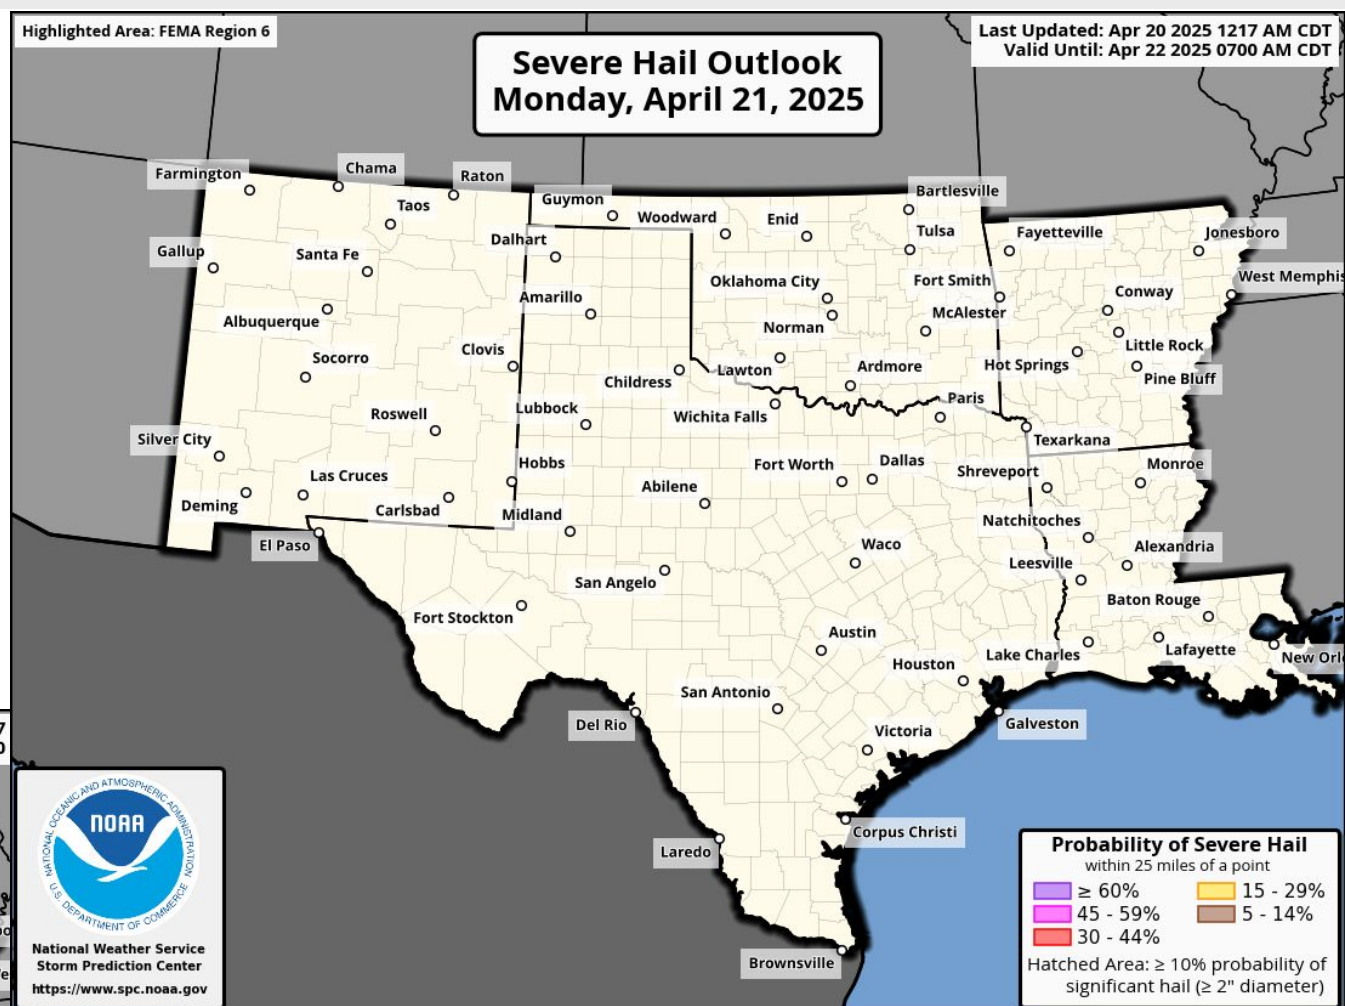 Highlighted Area: FEMA Region 6
Last Updated: Apr 20 2025 1217 AM CDT
Valid Until: Apr 22 2025 0700 AM CDT
Severe Hail Outlook
Monday, April 21, 2025
Farmington
Chama
Raton
Guymon
Bartlesville
Taos
Woodward
Enid
Tulsa
Fayetteville
Jonesboro
Gallup
Santa Fe
Dalhart
Oklahoma City
Fort Smith
West Memphis
Albuquerque
Amarillo
Norman
McAlester
Conway
Little Rock
Socorro
Clovis
Childress
Lawton
Ardmore
Hot Springs
Pine Bluff
Roswell
Lubbock
Wichita Falls
Paris
Texarkana
Silver City
Las Cruces
Hobbs
Fort Worth
Dallas
Shreveport
Monroe
Deming
Carlsbad
Midland
Abilene
Natchitoches
El Paso
San Angelo
Waco
Leesville
Alexandria
Fort Stockton
Austin
Baton Rouge
Houston
Lake Charles
Lafayette
New Orl
San Antonio
Del Rio
Victoria
Galveston
Laredo
Corpus Christi
Brownsville
NATIONAL OCEANIC AND ATMOSPHERIC ADMINISTRATION
NOAA
U.S. DEPARTMENT OF COMMERCE
National Weather Service
Storm Prediction Center
https://www.spc.noaa.gov
Probability of Severe Hail
within 25 miles of a point
≥ 60%
15 - 29%
45 - 59%
5 - 14%
30 - 44%
Hatched Area: ≥ 10% probability of
significant hail (≥ 2" diameter)